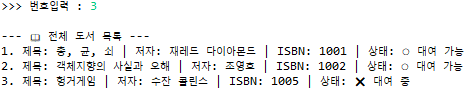 >>> 번호입력 : 3
--- 📖 전체 도서 목록 ---
1. 제목: 총, 균, 쇠 | 저자: 재레드 다이아몬드 | ISBN: 1001 | 상태: ○ 대여 가능
2. 제목: 객체지향의 사실과 오해 | 저자: 조영호 | ISBN: 1002 | 상태: ○ 대여 가능
3. 제목: 헝거게임 | 저자: 수잔 콜린스 | ISBN: 1005 | 상태: ❌ 대여 중